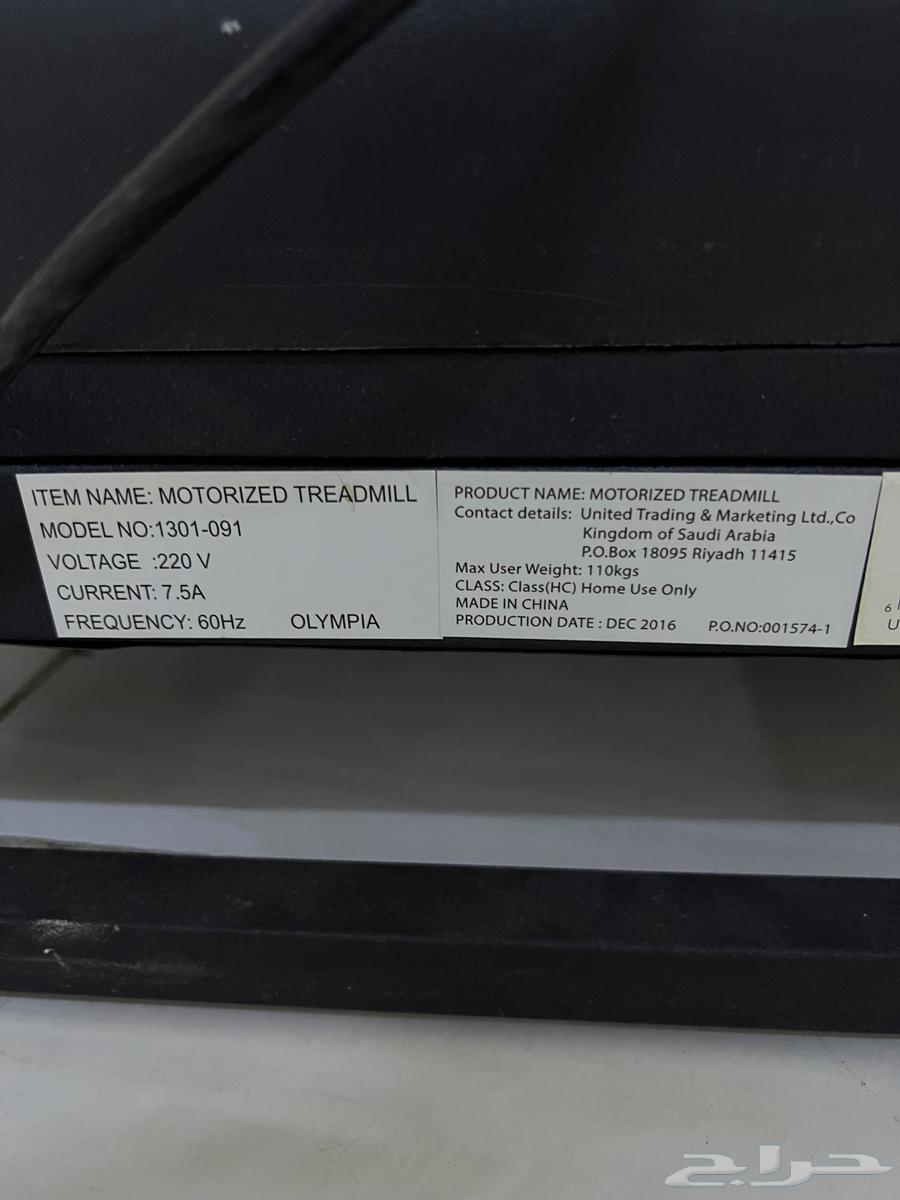 ITEM NAME: MOTORIZED TREADMILL
MODEL NO:1301-091
VOLTAGE :220 V
CURRENT: 7.5A
FREQUENCY: 60Hz OLYMPIA
PRODUCT NAME: MOTORIZED TREADMILL
Contact details: United Trading & Marketing Ltd.,Co
Kingdom of Saudi Arabia
P.O.Box 18095 Riyadh 11415
Max User Weight: 110kgs
CLASS: Class(HC) Home Use Only
MADE IN CHINA
PRODUCTION DATE : DEC 2016 P.O.NO:001574-1
6
U
حراج